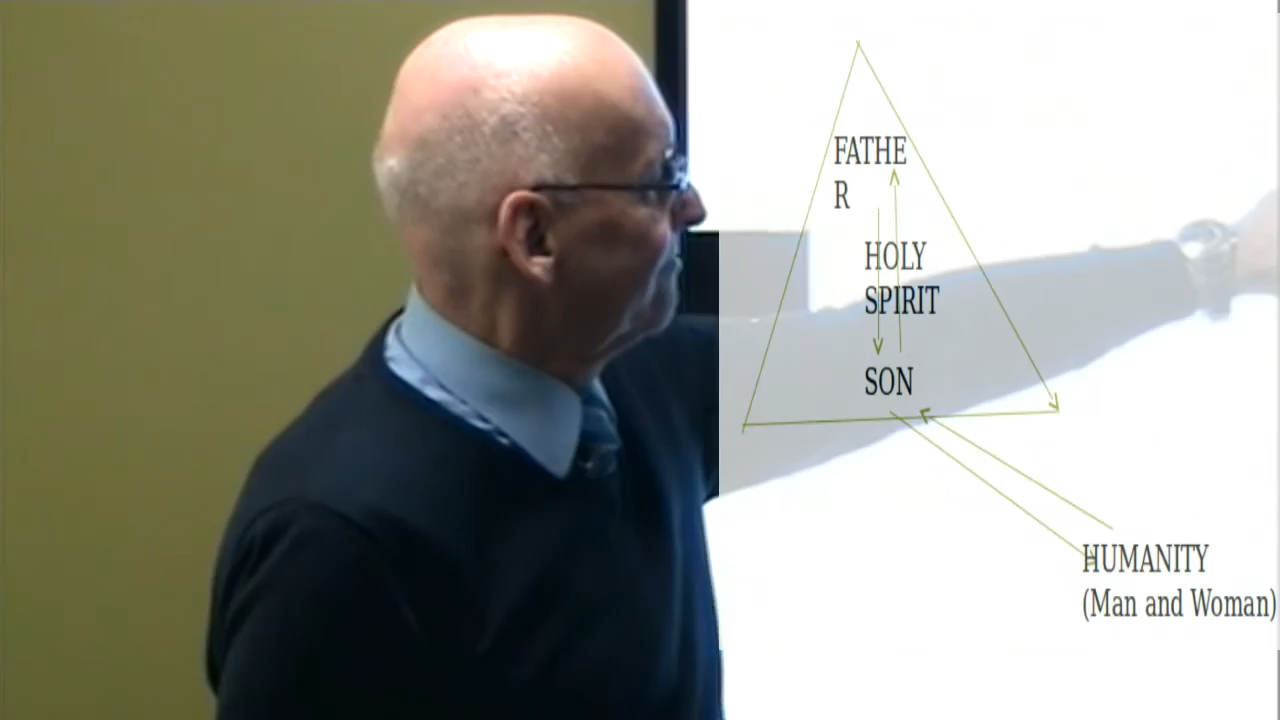 FATHE
R
HOLY
SPIRIT
SON
HUMANITY
(Man and Woman)